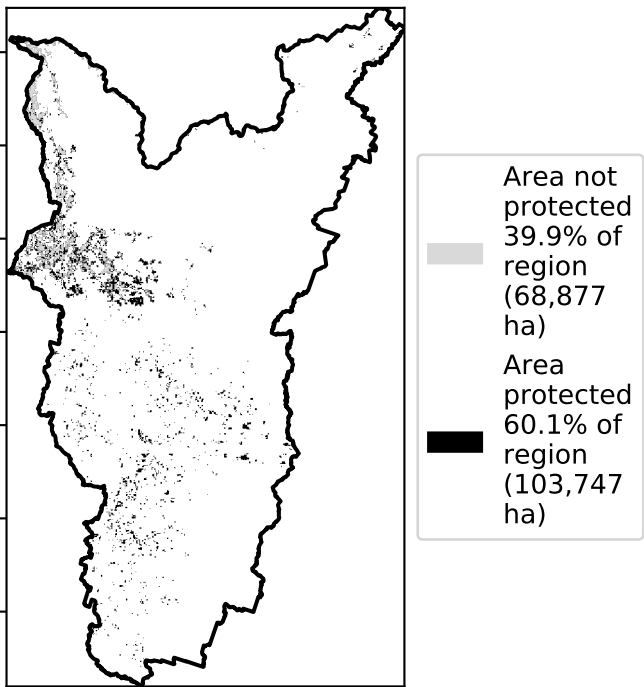 Area not
protected
39.9% of
region
(68,877
ha)
Area
protected
60.1% of
region
(103,747
ha)